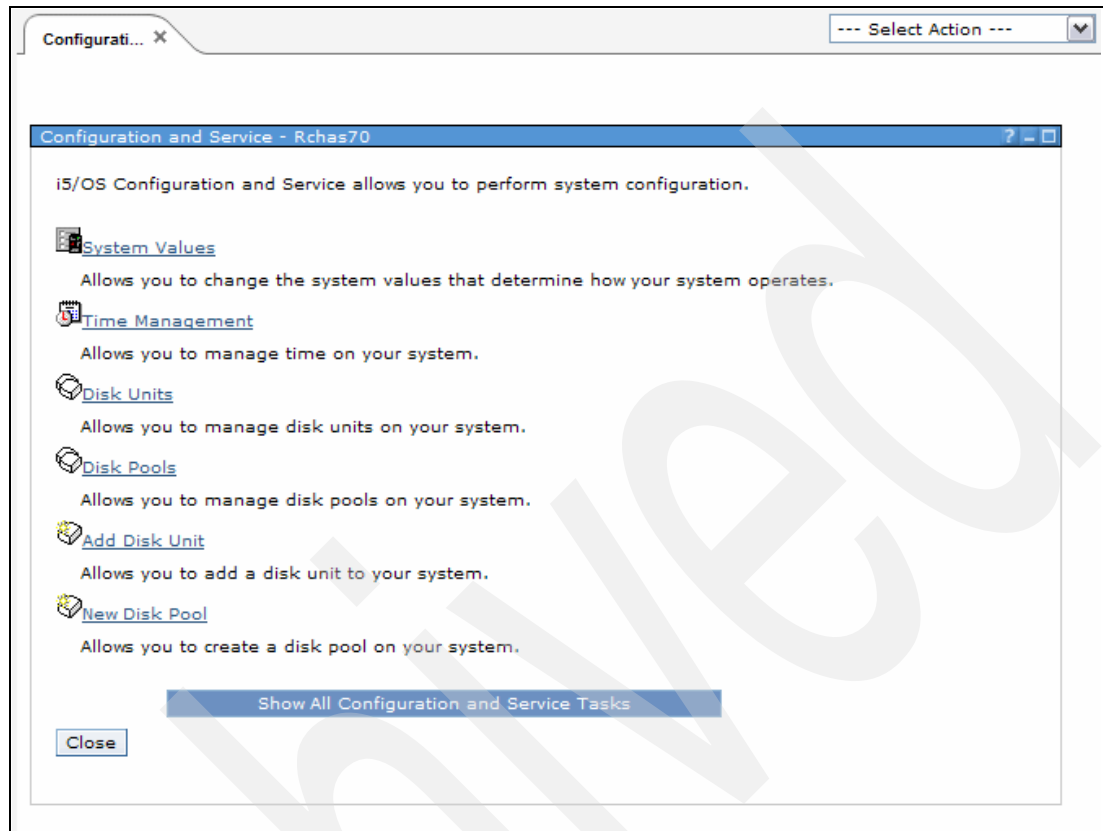 Configurati... ×
--- Select Action ---
Configuration and Service - Rchas70
?
i5/OS Configuration and Service allows you to perform system configuration.
System Values
Allows you to change the system values that determine how your system operates.
Time Management
Allows you to manage time on your system.
Disk Units
Allows you to manage disk units on your system.
Disk Pools
Allows you to manage disk pools on your system.
Add Disk Unit
Allows you to add a disk unit to your system.
New Disk Pool
Allows you to create a disk pool on your system.
Show All Configuration and Service Tasks
Close
hived